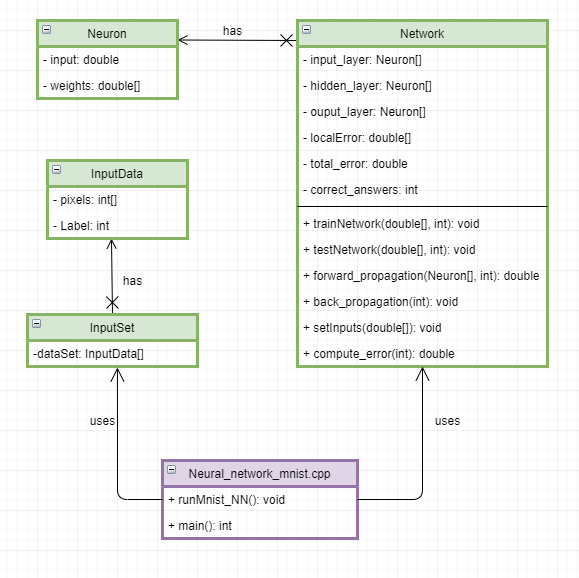 Neuron
- input: double
- weights: double[]
has
Network
- input_layer: Neuron[]
- hidden_layer: Neuron[]
- ouput_layer: Neuron[]
- localError: double[]
- total_error: double
- correct_answers: int
+ trainNetwork(double[], int): void
+ testNetwork(double[], int): void
+ forward_propagation(Neuron[], int): double
+ back_propagation(int): void
+ setInputs(double[]): void
+ compute_error(int): double
InputData
- pixels: int[]
- Label: int
has
InputSet
-dataSet: InputData[]
uses
uses
Neural_network_mnist.cpp
+ runMnist_NN(): void
+ main(): int